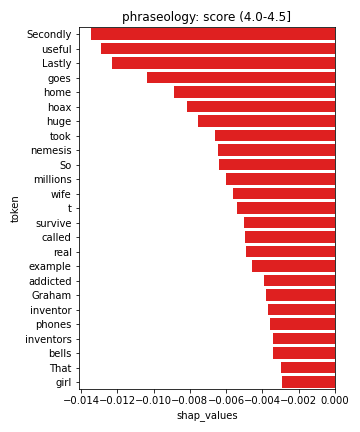 phraseology: score (4.0-4.5]
Secondly
useful
Lastly
goes
home
hoax
huge
took
nemesis
So
millions
wife
t
survive
called
real
example
addicted
Graham
inventor
phones
inventors
bells
That
girl
token
−0.014 −0.012 −0.010 −0.008 −0.006 −0.004 −0.002 0.000
shap_values